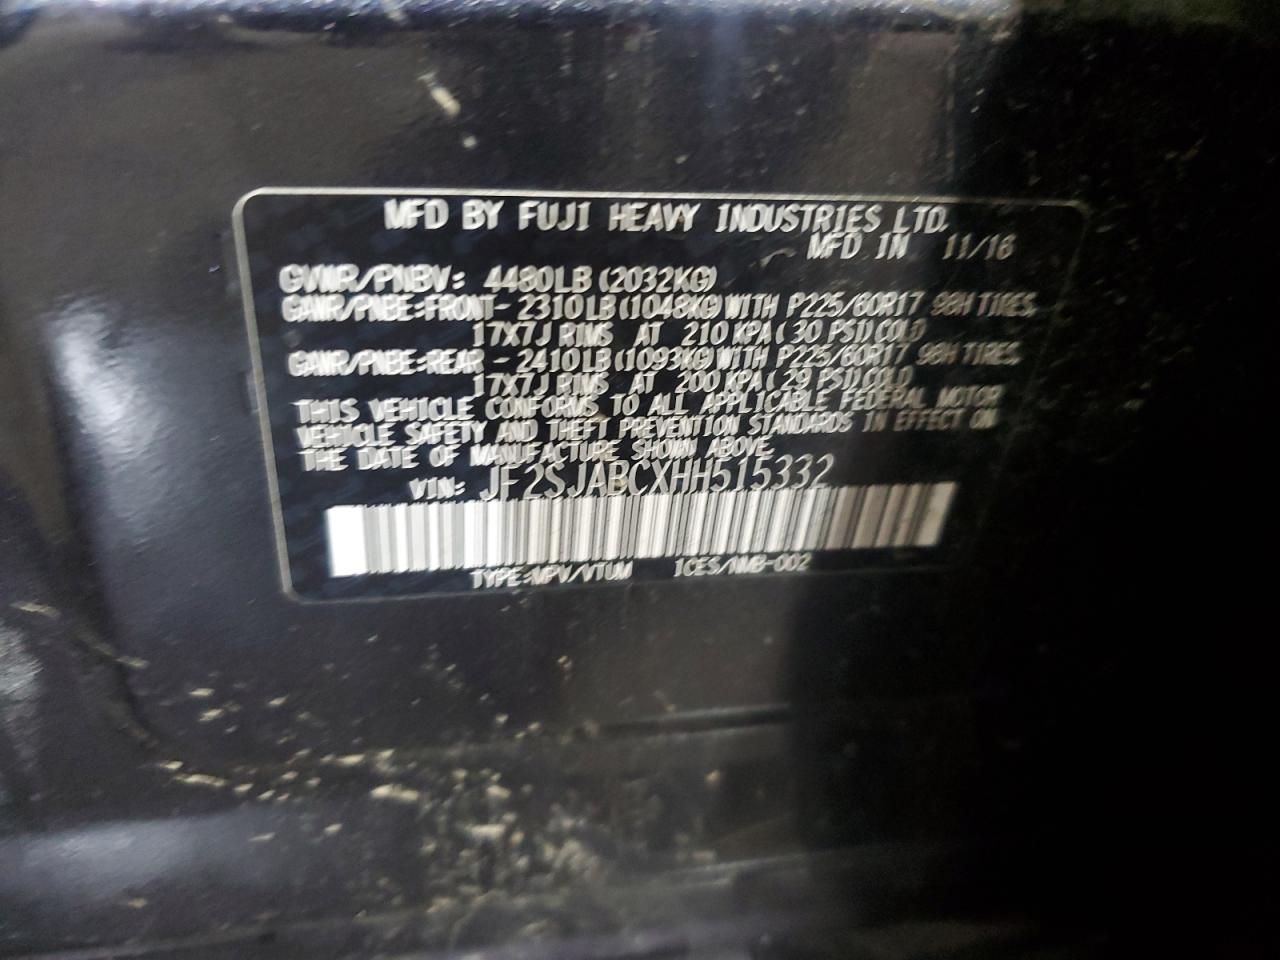 MFD BY FUJI HEAVY INDUSTRIES LTD.
MFD IN 11/16
GVWR/PNBV: 4480LB (2032KG)
GAWR/PNBE:FRONT- 2310LB(1048KG)WITH P225/60R17 98H TIRES,
17X7J RIMS AT 210 KPA( 30 PSI)COLD
GAWR/PNBE:REAR - 2410LB(1093KG)WITH P225/60R17 98H TIRES,
17X7J RIMS AT 200 KPA( 29 PSI)COLD
THIS VEHICLE CONFORMS TO ALL APPLICABLE FEDERAL MOTOR
VEHICLE SAFETY AND THEFT PREVENTION STANDARDS IN EFFECT ON
THE DATE OF MANUFACTURE SHOWN ABOVE.
VIN: JF2SJABCXHH515332
TYPE:MPV/VTUM ICES/NMB-002